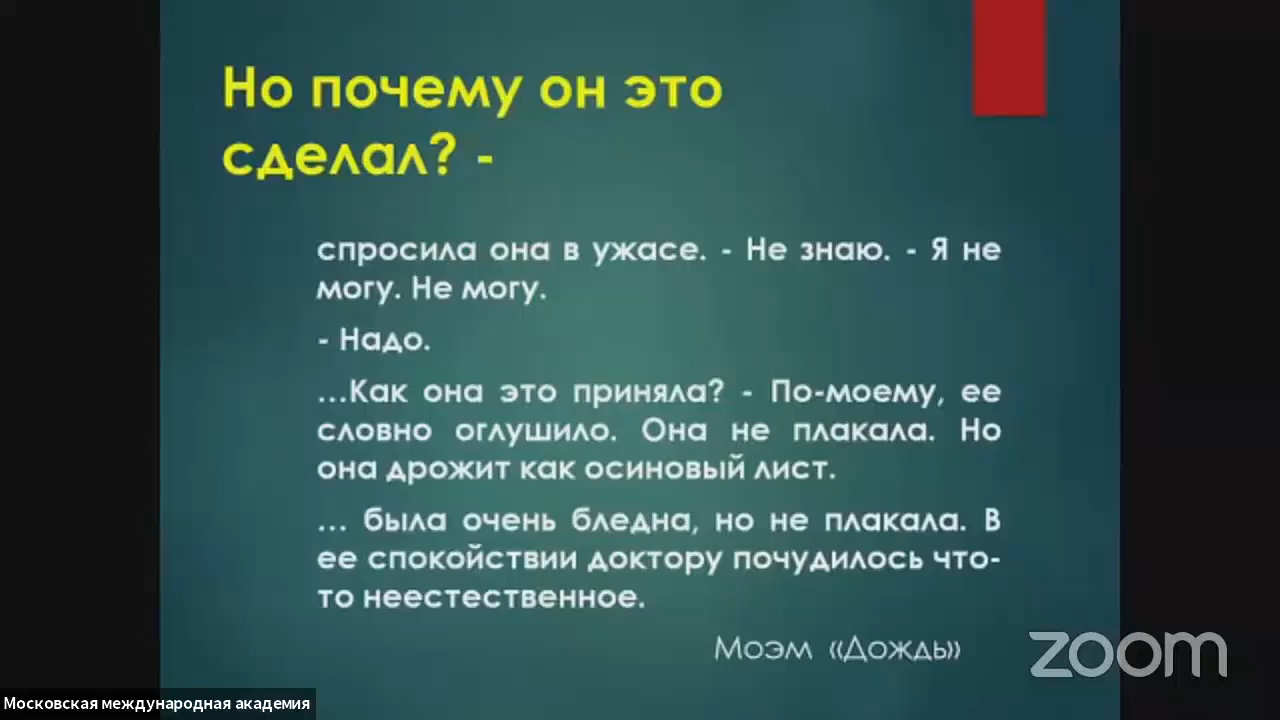 Но почему он это
сделал? -
спросила она в ужасе. - Не знаю. - Я не
могу. Не могу.
- Надо.
...Как она это приняла? - По-моему, ее
словно оглушило. Она не плакала. Но
она дрожит как осиновый лист.
... была очень бледна, но не плакала. В
ее спокойствии доктору почудилось что-
то неестественное.
Моэм «Дождь»
zoom
Московская международная академия